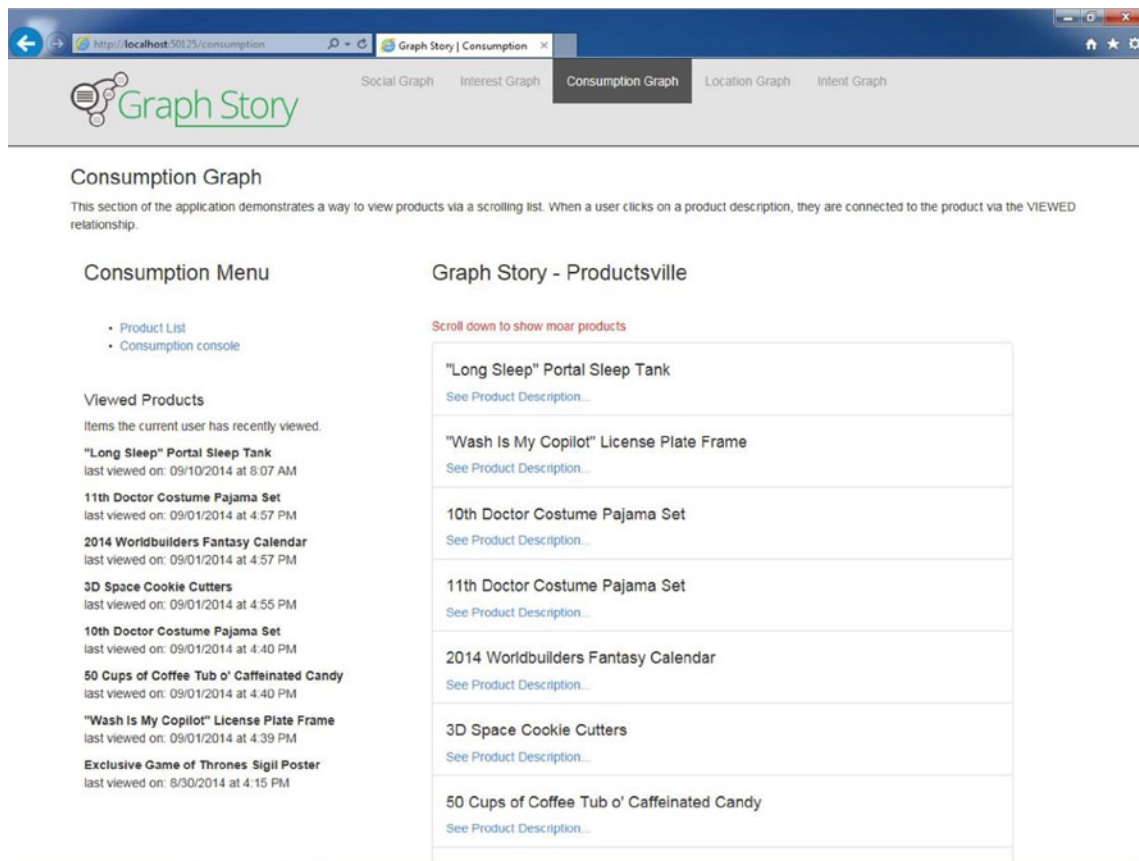 http://localhost:50125/consumption
Graph Story | Consumption
Graph Story
Social Graph
Interest Graph
Consumption Graph
Location Graph
Intent Graph
Consumption Graph
This section of the application demonstrates a way to view products via a scrolling list. When a user clicks on a product description, they are connected to the product via the VIEWED
relationship.
Consumption Menu
• Product List
• Consumption console
Viewed Products
Items the current user has recently viewed.
"Long Sleep" Portal Sleep Tank
last viewed on: 09/10/2014 at 8:07 AM
11th Doctor Costume Pajama Set
last viewed on: 09/01/2014 at 4:57 PM
2014 Worldbuilders Fantasy Calendar
last viewed on: 09/01/2014 at 4:57 PM
3D Space Cookie Cutters
last viewed on: 09/01/2014 at 4:55 PM
10th Doctor Costume Pajama Set
last viewed on: 09/01/2014 at 4:40 PM
50 Cups of Coffee Tub o' Caffeinated Candy
last viewed on: 09/01/2014 at 4:40 PM
"Wash Is My Copilot" License Plate Frame
last viewed on: 09/01/2014 at 4:39 PM
Exclusive Game of Thrones Sigil Poster
last viewed on: 8/30/2014 at 4:15 PM
Graph Story - Productsville
Scroll down to show moar products
"Long Sleep" Portal Sleep Tank
See Product Description...
"Wash Is My Copilot" License Plate Frame
See Product Description...
10th Doctor Costume Pajama Set
See Product Description...
11th Doctor Costume Pajama Set
See Product Description...
2014 Worldbuilders Fantasy Calendar
See Product Description...
3D Space Cookie Cutters
See Product Description...
50 Cups of Coffee Tub o' Caffeinated Candy
See Product Description...